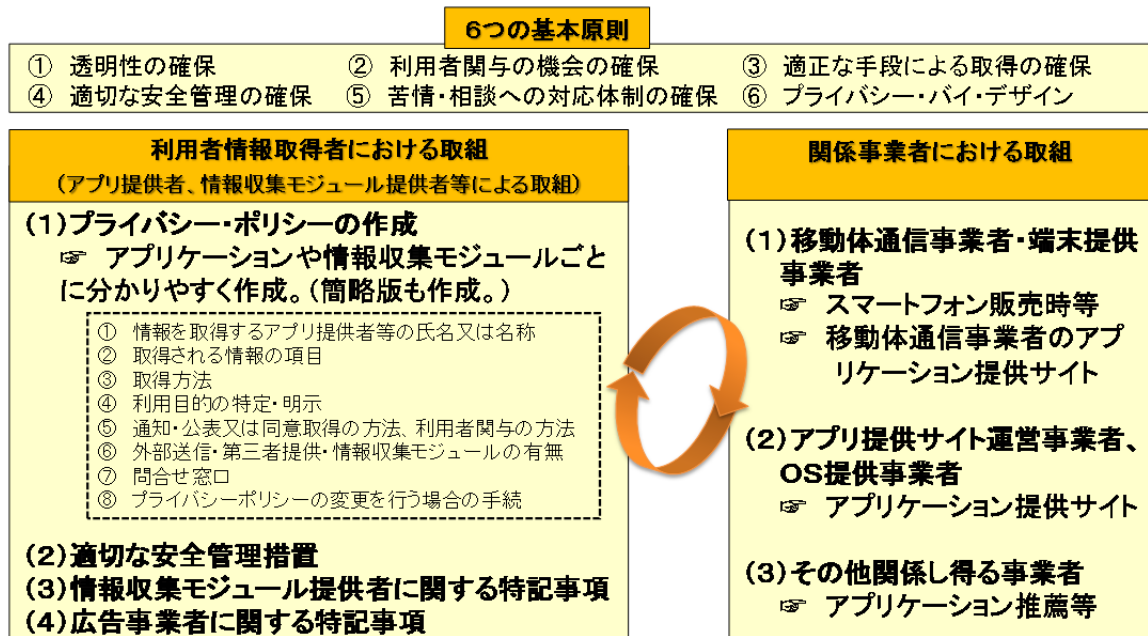 6つの基本原則
① 透明性の確保 ② 利用者関与の機会の確保 ③ 適正な手段による取得の確保
④ 適切な安全管理の確保 ⑤ 苦情・相談への対応体制の確保 ⑥ プライバシー・バイ・デザイン
利用者情報取得者における取組
(アプリ提供者、情報収集モジュール提供者等による取組)
(1)プライバシー・ポリシーの作成
☞ アプリケーションや情報収集モジュールごと
に分かりやすく作成。(簡略版も作成。)
① 情報を取得するアプリ提供者等の氏名又は名称
② 取得される情報の項目
③ 取得方法
④ 利用目的の特定・明示
⑤ 通知・公表又は同意取得の方法、利用者関与の方法
⑥ 外部送信・第三者提供・情報収集モジュールの有無
⑦ 問合せ窓口
⑧ プライバシーポリシーの変更を行う場合の手続
(2)適切な安全管理措置
(3)情報収集モジュール提供者に関する特記事項
(4)広告事業者に関する特記事項
関係事業者における取組
(1)移動体通信事業者・端末提供
事業者
☞ スマートフォン販売時等
☞ 移動体通信事業者のアプ
リケーション提供サイト
(2)アプリ提供サイト運営事業者、
OS提供事業者
☞ アプリケーション提供サイト
(3)その他関係し得る事業者
☞ アプリケーション推薦等